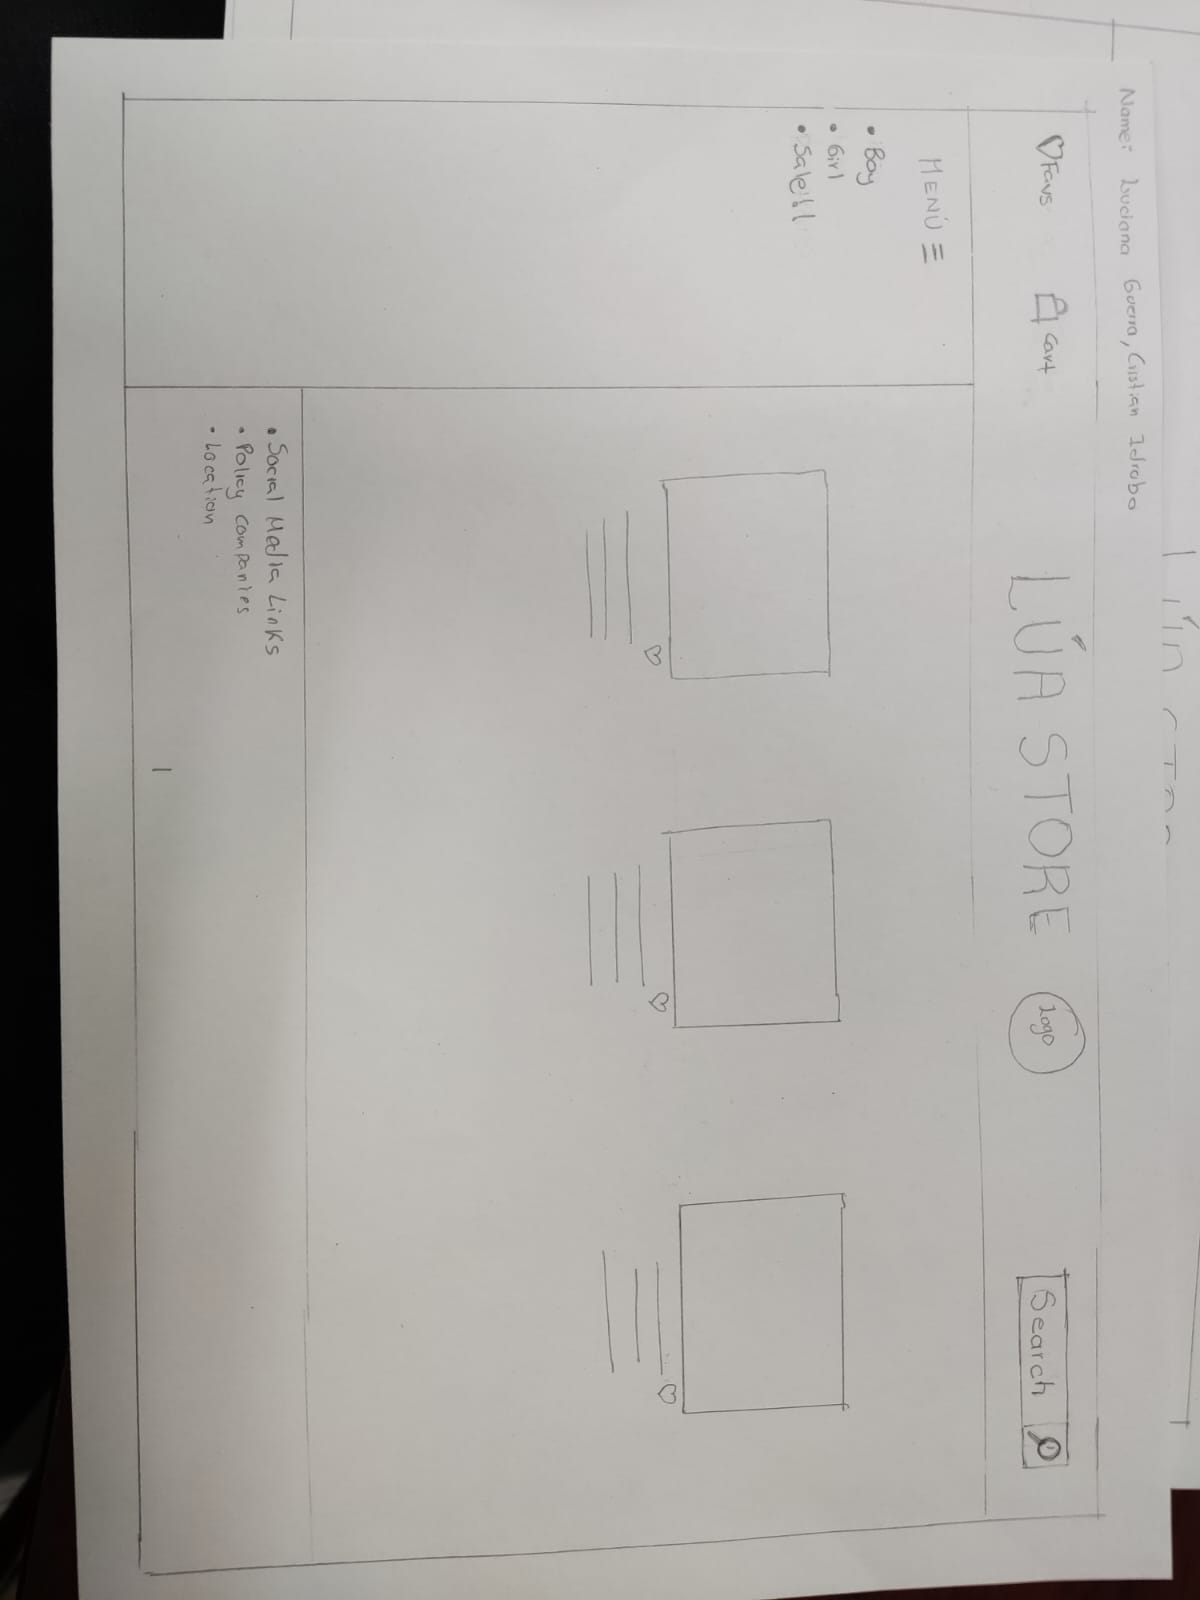 Name: Luciana Guerra, Cristian Idrobo
Favs
Cart
LÚA STORE
Logo
Search
MENÚ
• Boy
• Girl
• Sale!!!
• Social Media Links
• Policy companies
• Location